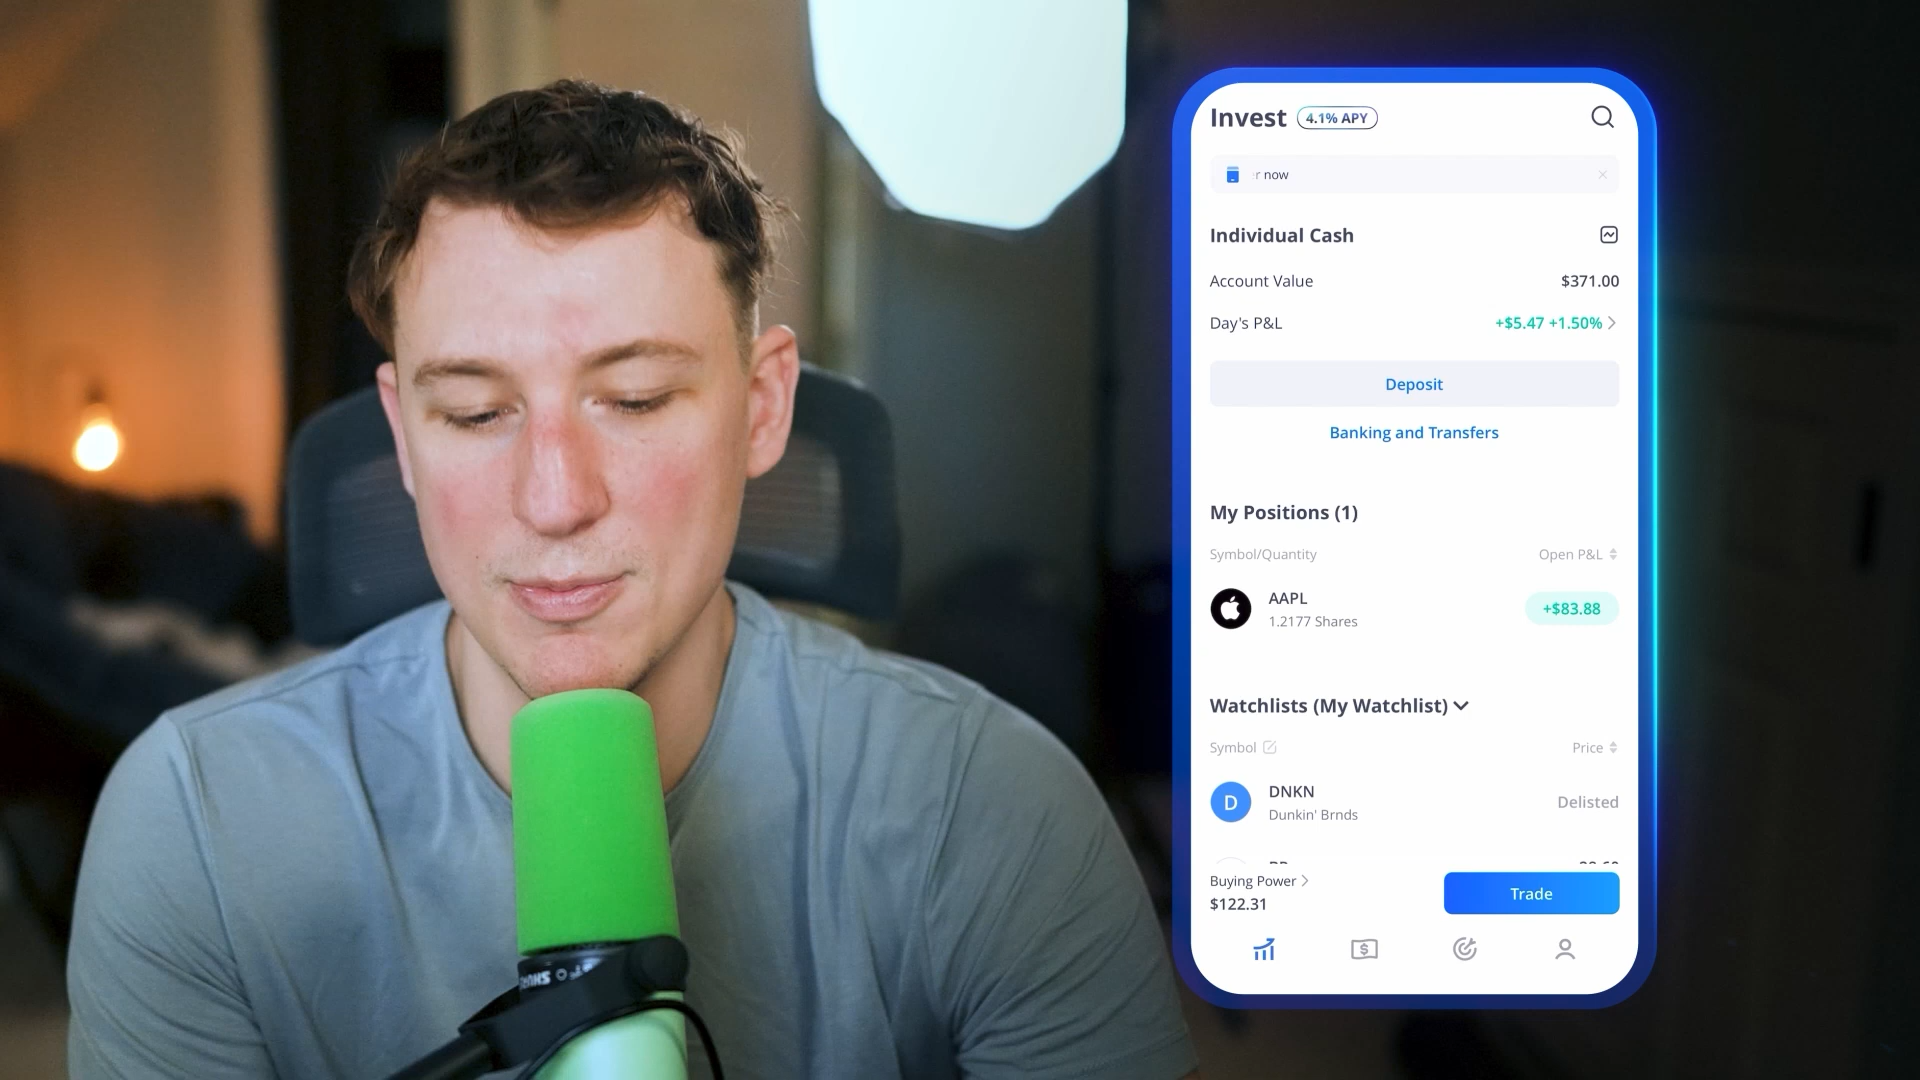 Invest 4.1% APY
now
Individual Cash
Account Value $371.00
Day's P&L +$5.47 +1.50%
Deposit
Banking and Transfers
My Positions (1)
Symbol/Quantity Open P&L
AAPL
1.2177 Shares +$83.88
Watchlists (My Watchlist)
Symbol Price
D DNKN Delisted
Dunkin' Brnds
Buying Power
$122.31
Trade
SHURE